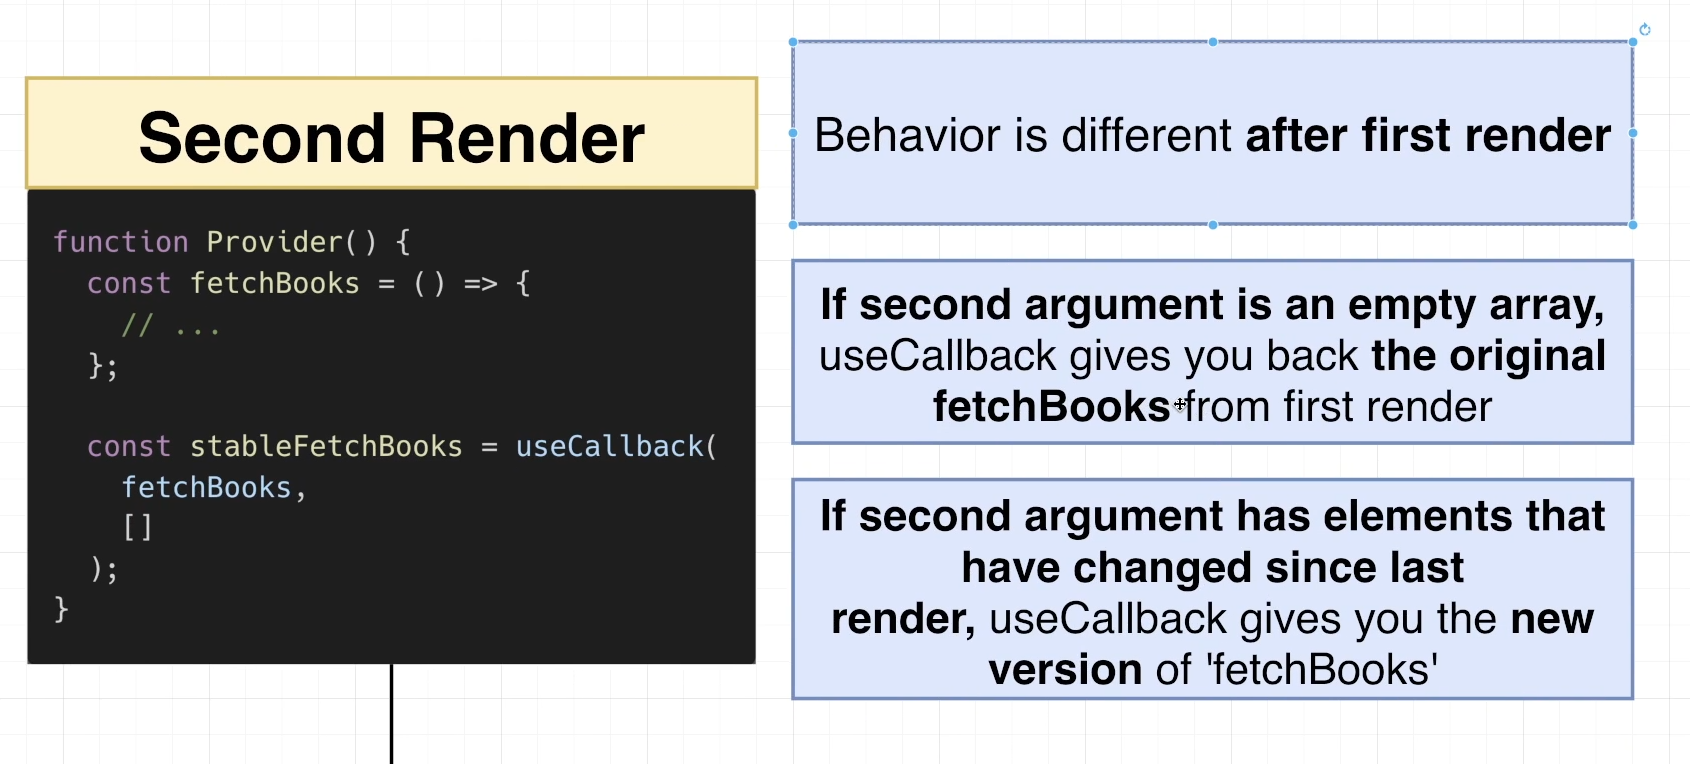 Second Render
function Provider() {
  const fetchBooks = () => {
    // ...
  };
  const stableFetchBooks = useCallback(
    fetchBooks,
    []
  );
}
Behavior is different after first render
If second argument is an empty array,
useCallback gives you back the original
fetchBooks from first render
If second argument has elements that
have changed since last
render, useCallback gives you the new
version of 'fetchBooks'